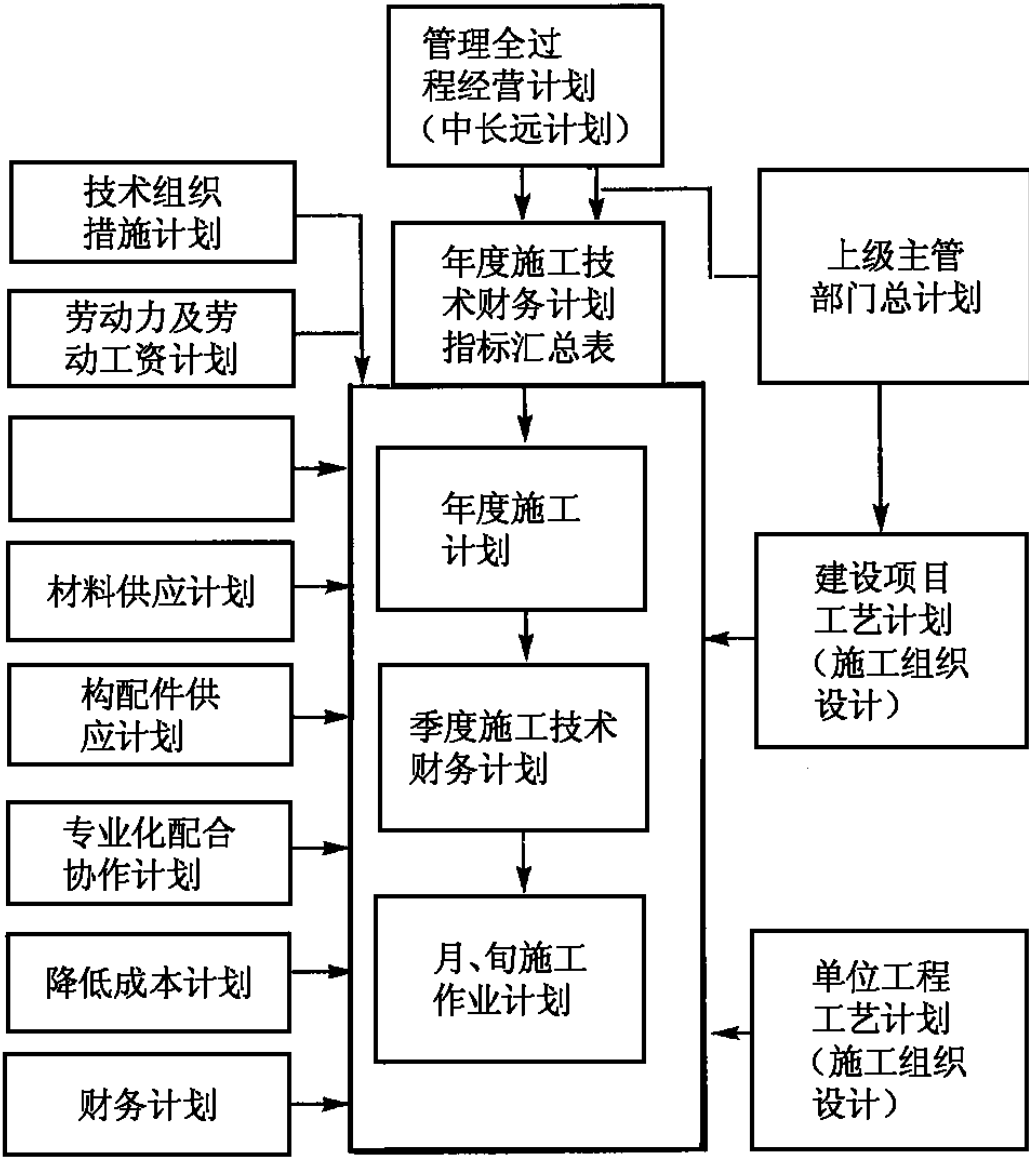 管理全过
程经营计划
（中长远计划）
技术组织
措施计划
年度施工技
术财务计划
指标汇总表
上级主管
部门总计划
劳动力及劳
动工资计划
年度施工
计划
材料供应计划
建设项目
工艺计划
（施工组织
设计）
构配件供
应计划
季度施工技术
财务计划
专业化配合
协作计划
降低成本计划
月、旬施工
作业计划
单位工程
工艺计划
（施工组织
设计）
财务计划